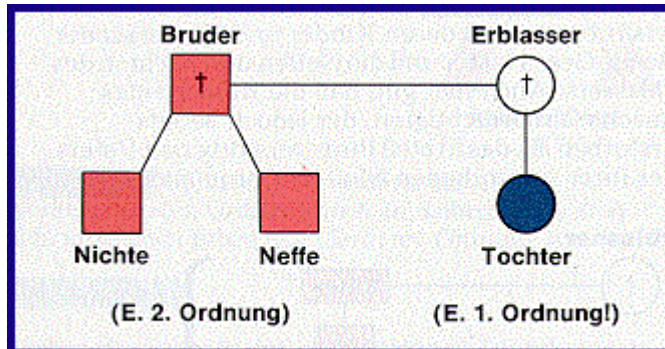 Bruder Erblasser
† †
Nichte Neffe Tochter
(E. 2. Ordnung) (E. 1. Ordnung!)